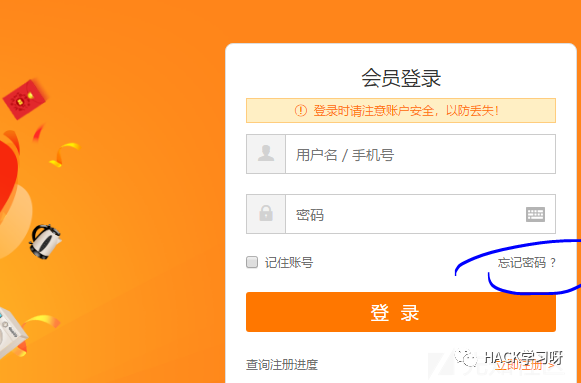 会员登录
登录时请注意账户安全，以防丢失！
用户名 / 手机号
密码
记住账号 忘记密码？
登 录
查询注册进度 立即注册 >
HACK学习呀